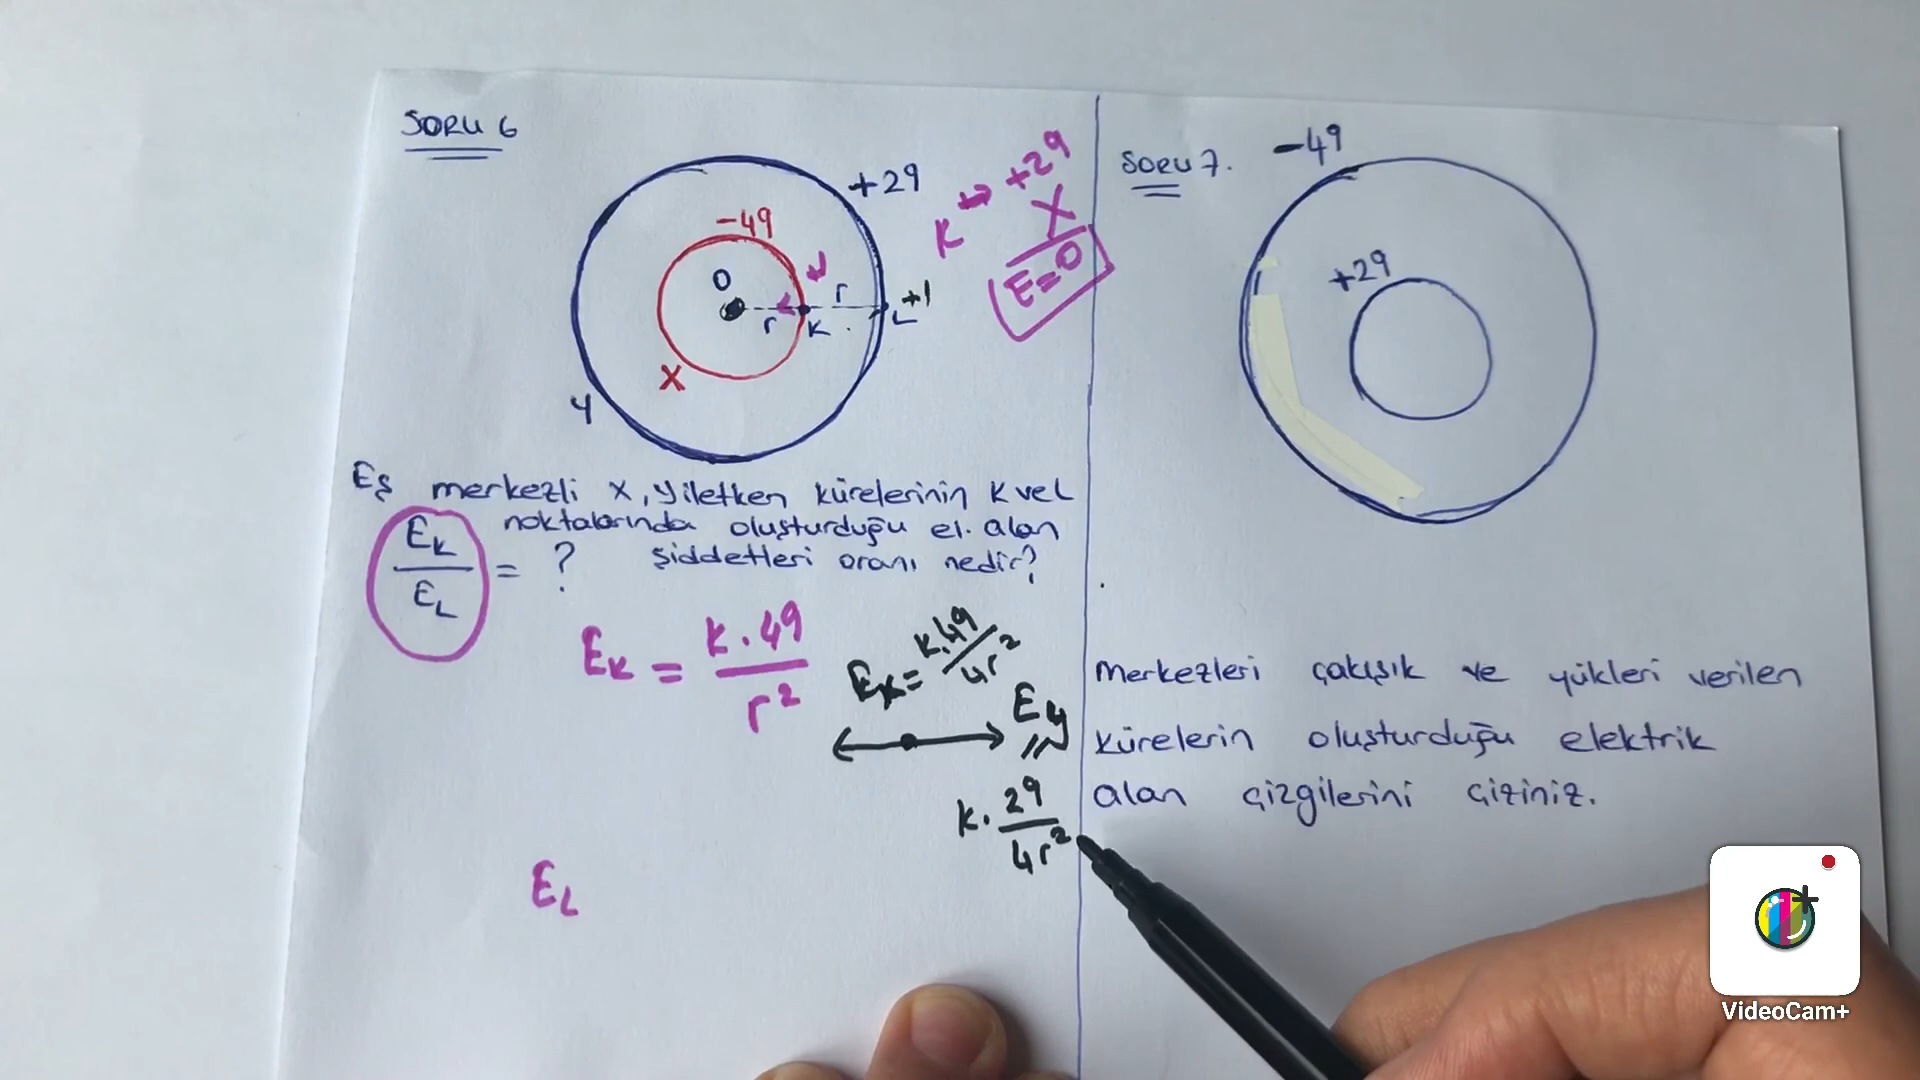 SORU 6
+2q
-4q
O
r
K
r
L
+1
X
Y
K → +2q
X
E=0
Eş merkezli X, Y iletken kürelerinin K ve L
noktalarında oluşturduğu el. alan
şiddetleri oranı nedir?
EK/EL = ?
EK = k.4q/r²
EX = k.4q/4r²
EY
k.2q/4r²
EL
SORU 7.
-4q
+2q
Merkezleri çakışık ve yükleri verilen
kürelerin oluşturduğu elektrik
alan çizgilerini çiziniz.
VideoCam+